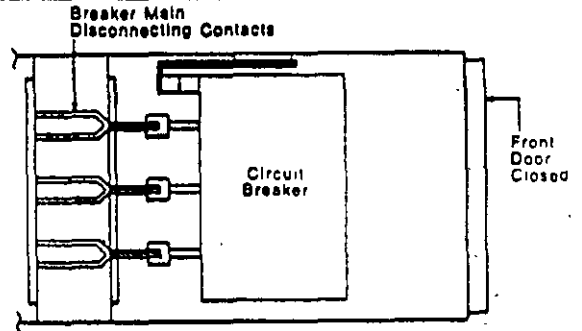 Breaker Main
Disconnecting Contacts
Circuit
Breaker
Front
Door
Closed